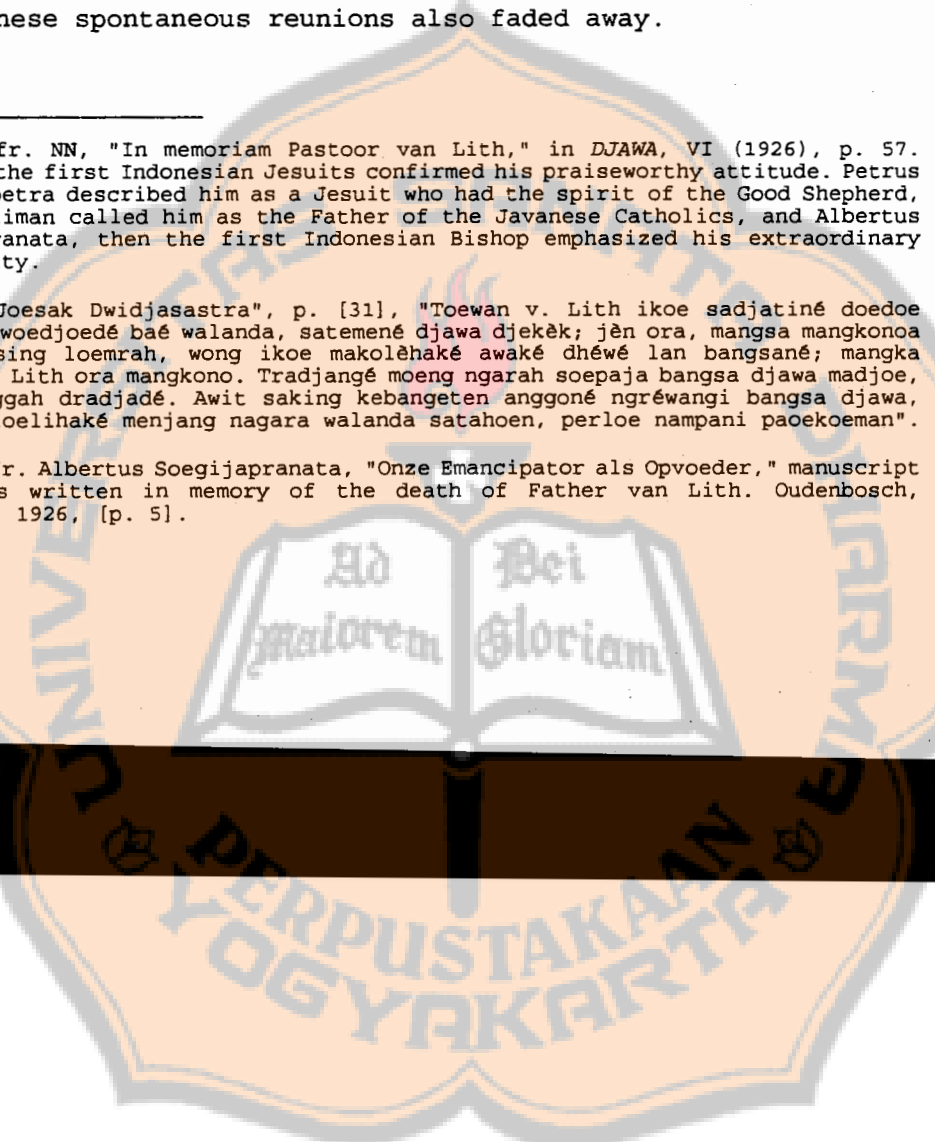 hese spontaneous reunions also faded away.
fr. NN, "In memoriam Pastoor van Lith," in DJAWA, VI (1926), p. 57.
the first Indonesian Jesuits confirmed his praiseworthy attitude. Petrus
petra described him as a Jesuit who had the spirit of the Good Shepherd,
iman called him as the Father of the Javanese Catholics, and Albertus
ranata, then the first Indonesian Bishop emphasized his extraordinary
ty.
Joesak Dwidjasastra", p. [31], "Toewan v. Lith ikoe sadjatiné doedoe
woedjoedé baé walanda, satemené djawa djekèk; jèn ora, mangsa mangkonoa
sing loemrah, wong ikoe makolèhaké awaké dhéwé lan bangsané; mangka
Lith ora mangkono. Tradjangé moeng ngarah soepaja bangsa djawa madjoe,
ggah dradjadé. Awit saking kebangeten anggoné ngréwangi bangsa djawa,
oelihaké menjang nagara walanda satahoen, perloe nampani paoekoeman".
r. Albertus Soegijapranata, "Onze Emancipator als Opvoeder," manuscript
s written in memory of the death of Father van Lith. Oudenbosch,
1926, [p. 5].
UNIVERSITAS SANATA DHARMA
Ad Dei
maiorem Gloriam
PERPUSTAKAAN
YOGYAKARTA